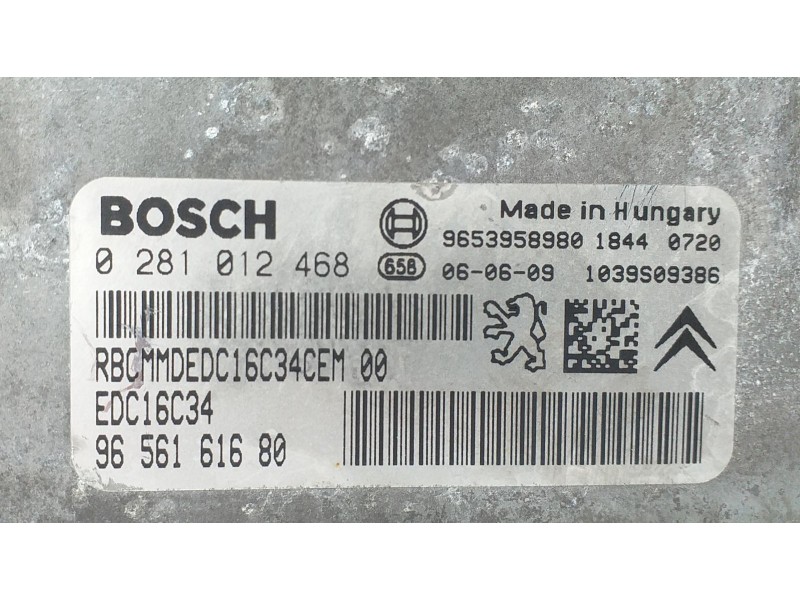 BOSCH
Made in Hungary
9653958980 1844 0720
0 281 012 468
658
06-06-09 1039S09386
RBCMMDEDC16C34CEM 00
EDC16C34
96 561 616 80